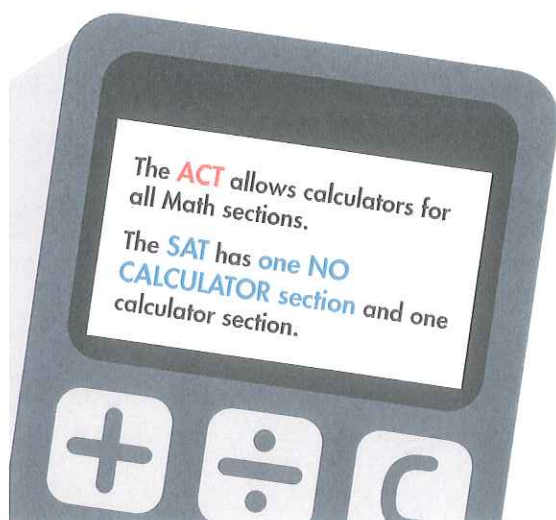 The ACT allows calculators for
all Math sections.
The SAT has one NO
CALCULATOR section and one
calculator section.
+ ÷ C